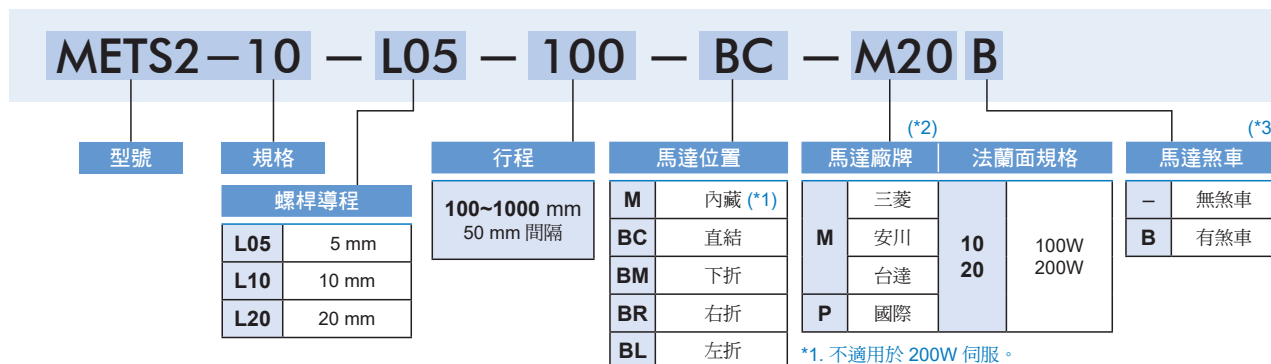 METS2－10 － L05 － 100 － BC － M20 B
(*2) (*3
型號 規格 行程 馬達位置 馬達廠牌 法蘭面規格 馬達煞車
螺桿導程
L05 5 mm
L10 10 mm
L20 20 mm
100~1000 mm
50 mm 間隔
M 內藏 (*1)
BC 直結
BM 下折
BR 右折
BL 左折
M 三菱
安川
台達
P 國際
10 100W
20 200W
– 無煞車
B 有煞車
*1. 不適用於 200W 伺服。